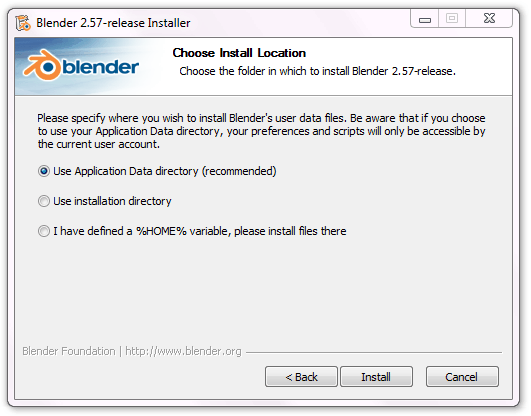 Blender 2.57-release Installer
blender
Choose Install Location
Choose the folder in which to install Blender 2.57-release.
Please specify where you wish to install Blender's user data files. Be aware that if you choose
to use your Application Data directory, your preferences and scripts will only be accessible by
the current user account.
Use Application Data directory (recommended)
Use installation directory
I have defined a %HOME% variable, please install files there
Blender Foundation | http://www.blender.org
< Back
Install
Cancel